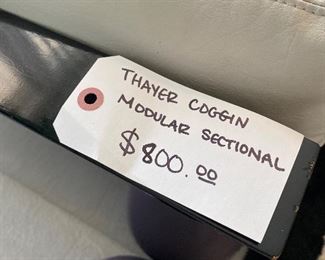 THAYER COGGIN
MODULAR SECTIONAL
$800.00